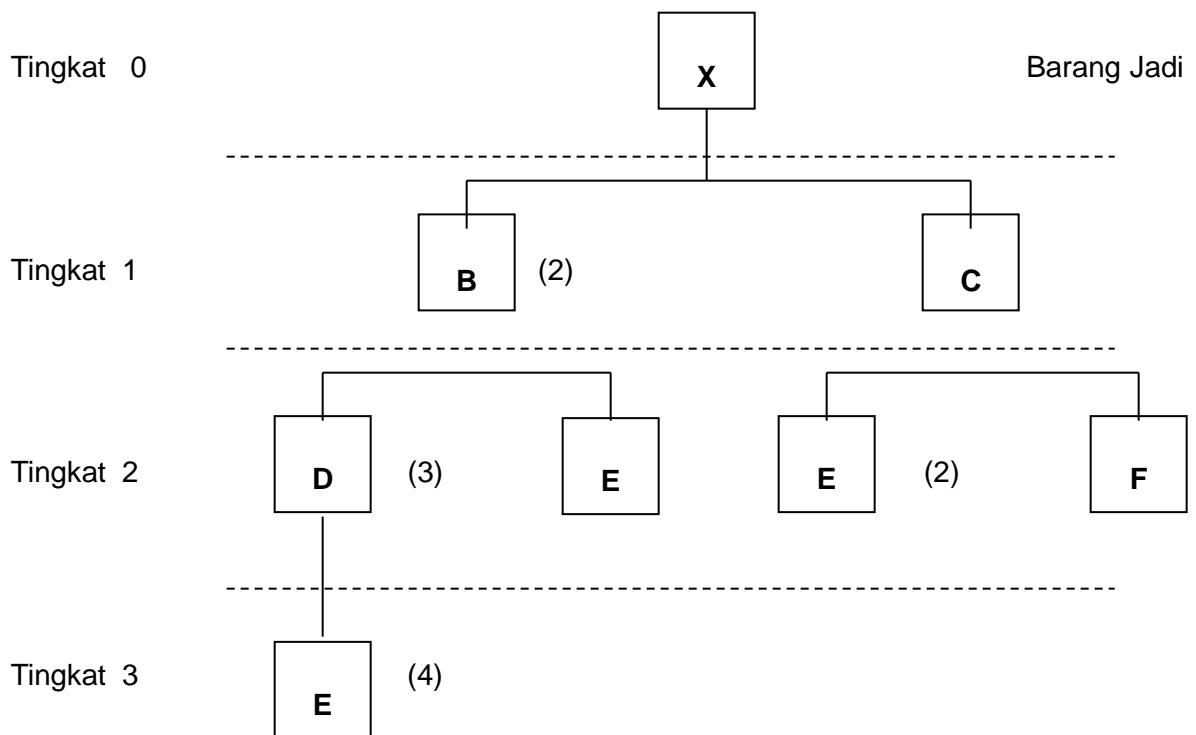 Tingkat 0 X Barang Jadi
Tingkat 1 B (2) C
Tingkat 2 D (3) E E (2) F
Tingkat 3 E (4)